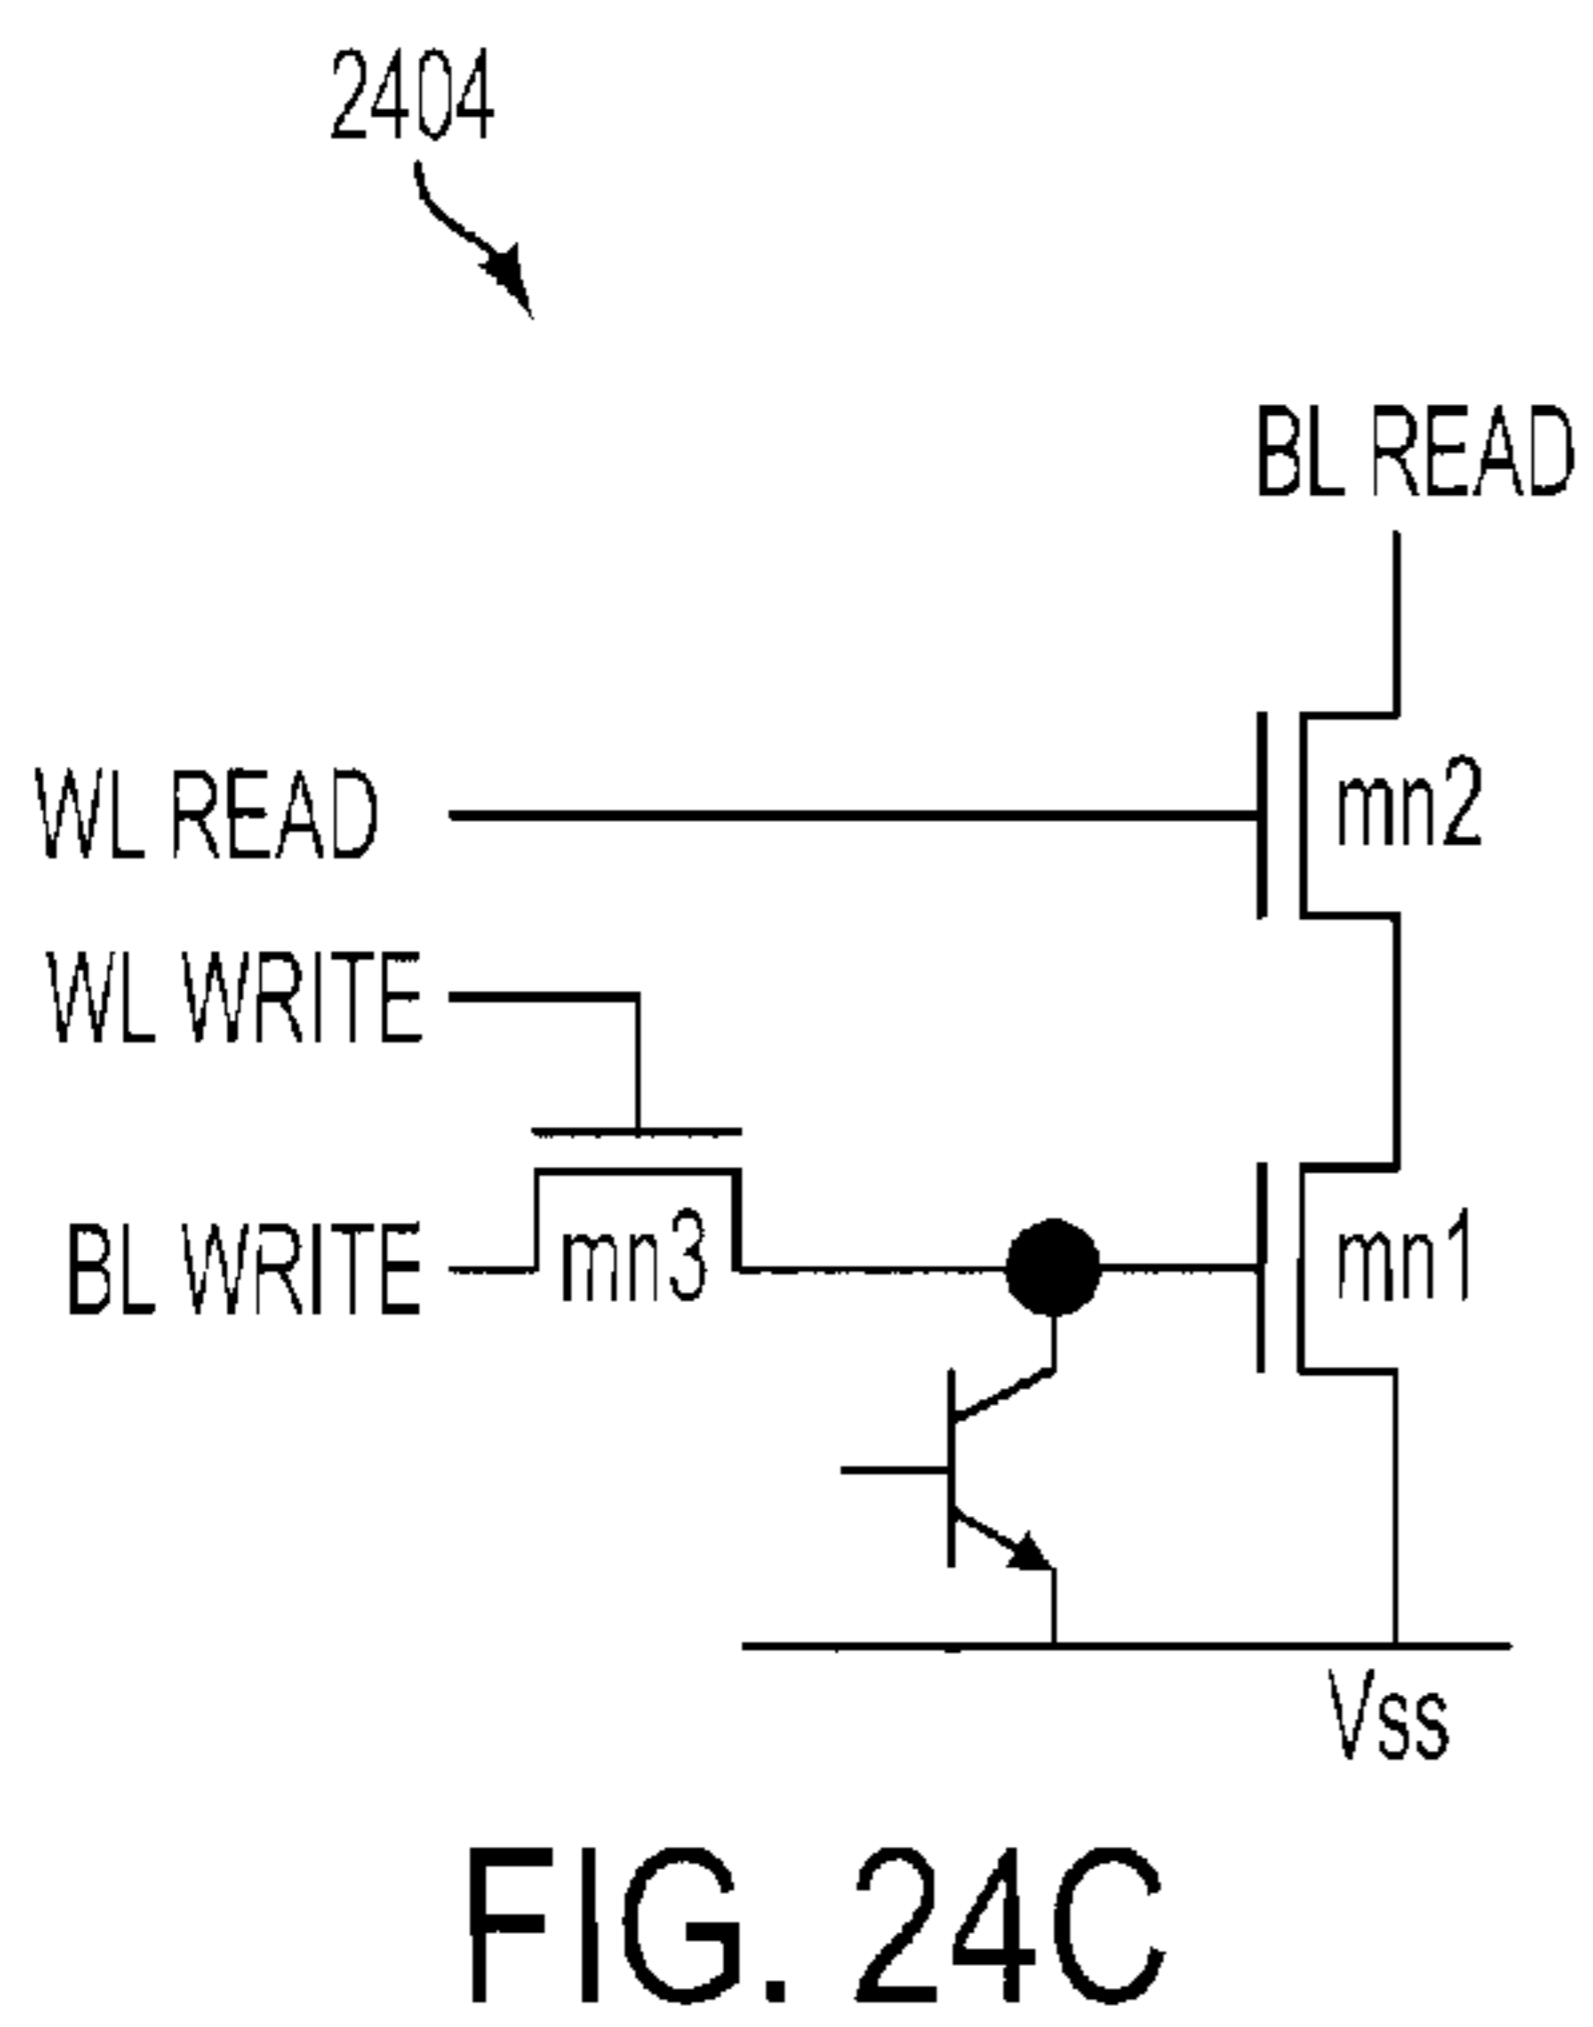 2404
BL READ
WL READ
mn2
WL WRITE
BL WRITE
mn3
mn1
Vss
FIG. 24C